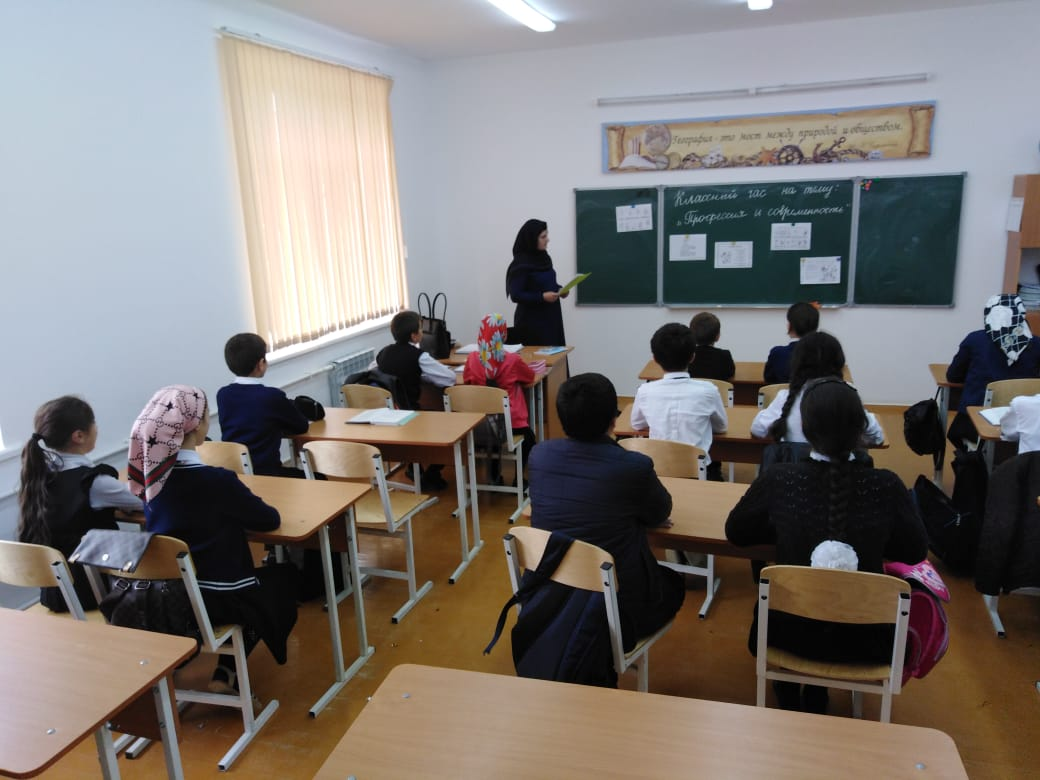 География - это мост между природой и обществом.
Классный час на тему:
"Профессия и современность"